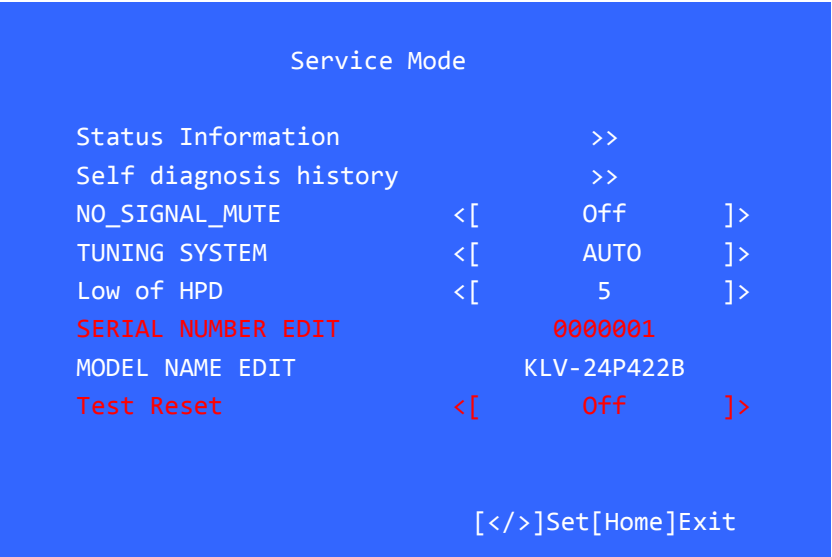 Service Mode
Status Information >>
Self diagnosis history >>
NO_SIGNAL_MUTE <[ Off ]>
TUNING SYSTEM <[ AUTO ]>
Low of HPD <[ 5 ]>
SERIAL NUMBER EDIT 0000001
MODEL NAME EDIT KLV-24P422B
Test Reset <[ Off ]>
[</>]Set[Home]Exit